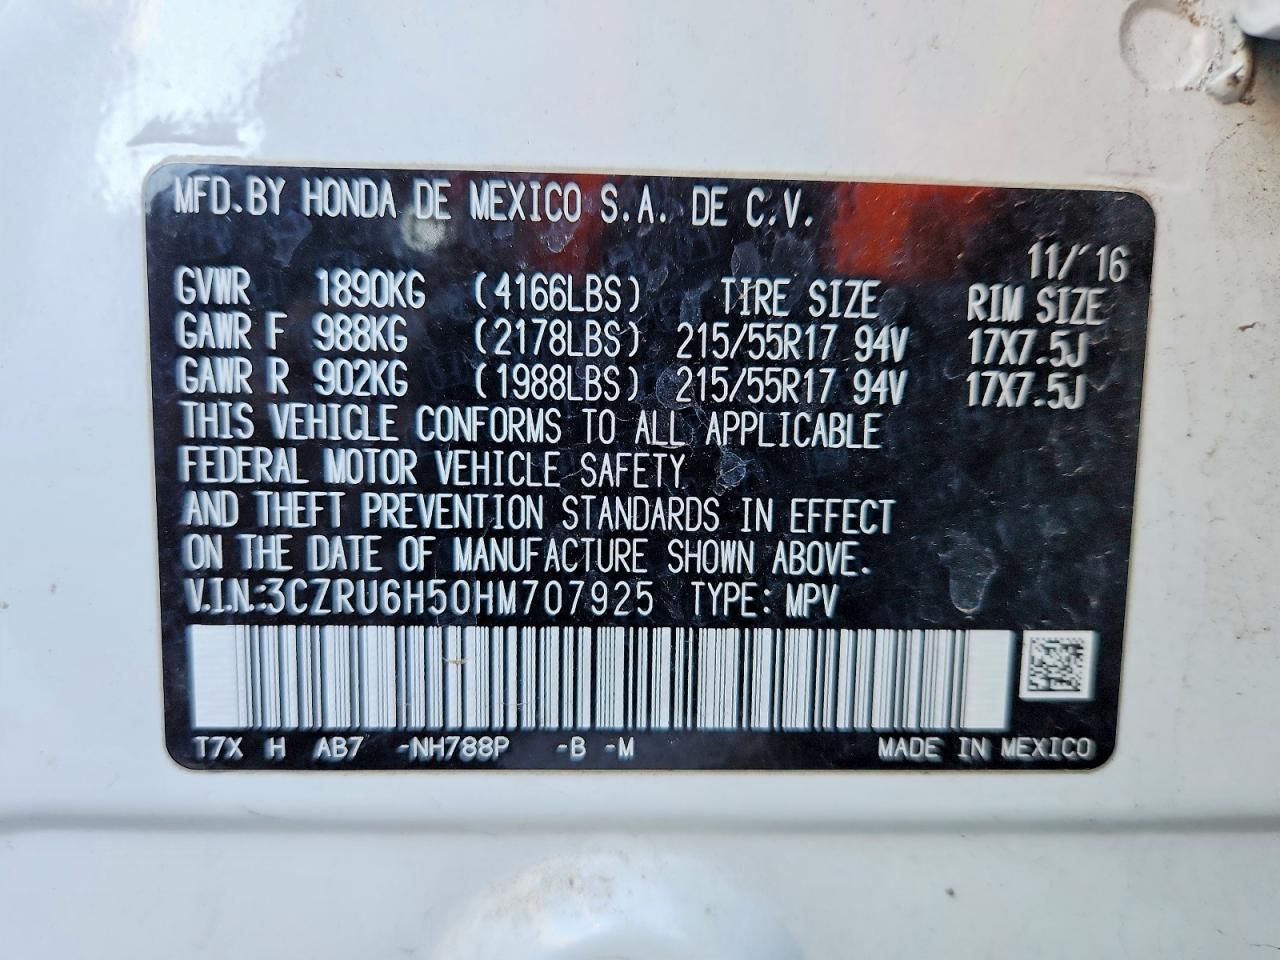 MFD.BY HONDA DE MEXICO S.A. DE C.V.
11/'16
GVWR 1890KG (4166LBS) TIRE SIZE RIM SIZE
GAWR F 988KG (2178LBS) 215/55R17 94V 17X7.5J
GAWR R 902KG (1988LBS) 215/55R17 94V 17X7.5J
THIS VEHICLE CONFORMS TO ALL APPLICABLE
FEDERAL MOTOR VEHICLE SAFETY
AND THEFT PREVENTION STANDARDS IN EFFECT
ON THE DATE OF MANUFACTURE SHOWN ABOVE.
V.I.N.:3CZRU6H50HM707925 TYPE: MPV
T7X H AB7 -NH788P -B -M MADE IN MEXICO